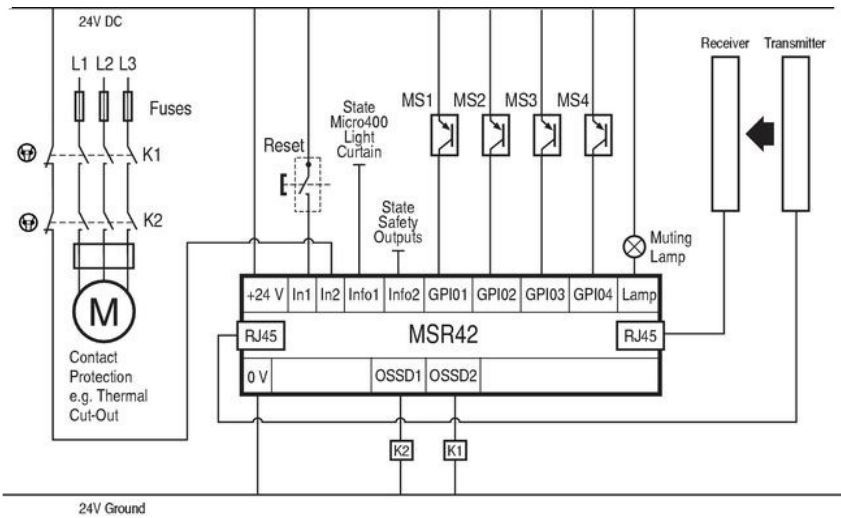 24V DC
L1 L2 L3
Fuses
K1
K2
M
Contact
Protection
e.g. Thermal
Cut-Out
Reset
State
Micro400
Light
Curtain
State
Safety
Outputs
MS1 MS2 MS3 MS4
Receiver Transmitter
Muting
Lamp
+24 V In1 In2 Info1 Info2 GPI01 GPI02 GPI03 GPI04 Lamp
RJ45 MSR42 RJ45
0 V OSSD1 OSSD2
K2 K1
24V Ground